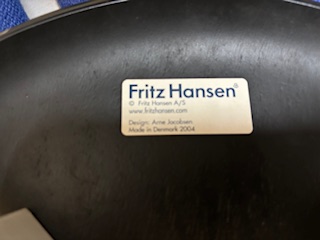 Fritz Hansen®
© Fritz Hansen A/S
www.fritzhansen.com
Design: Arne Jacobsen
Made in Denmark 2004